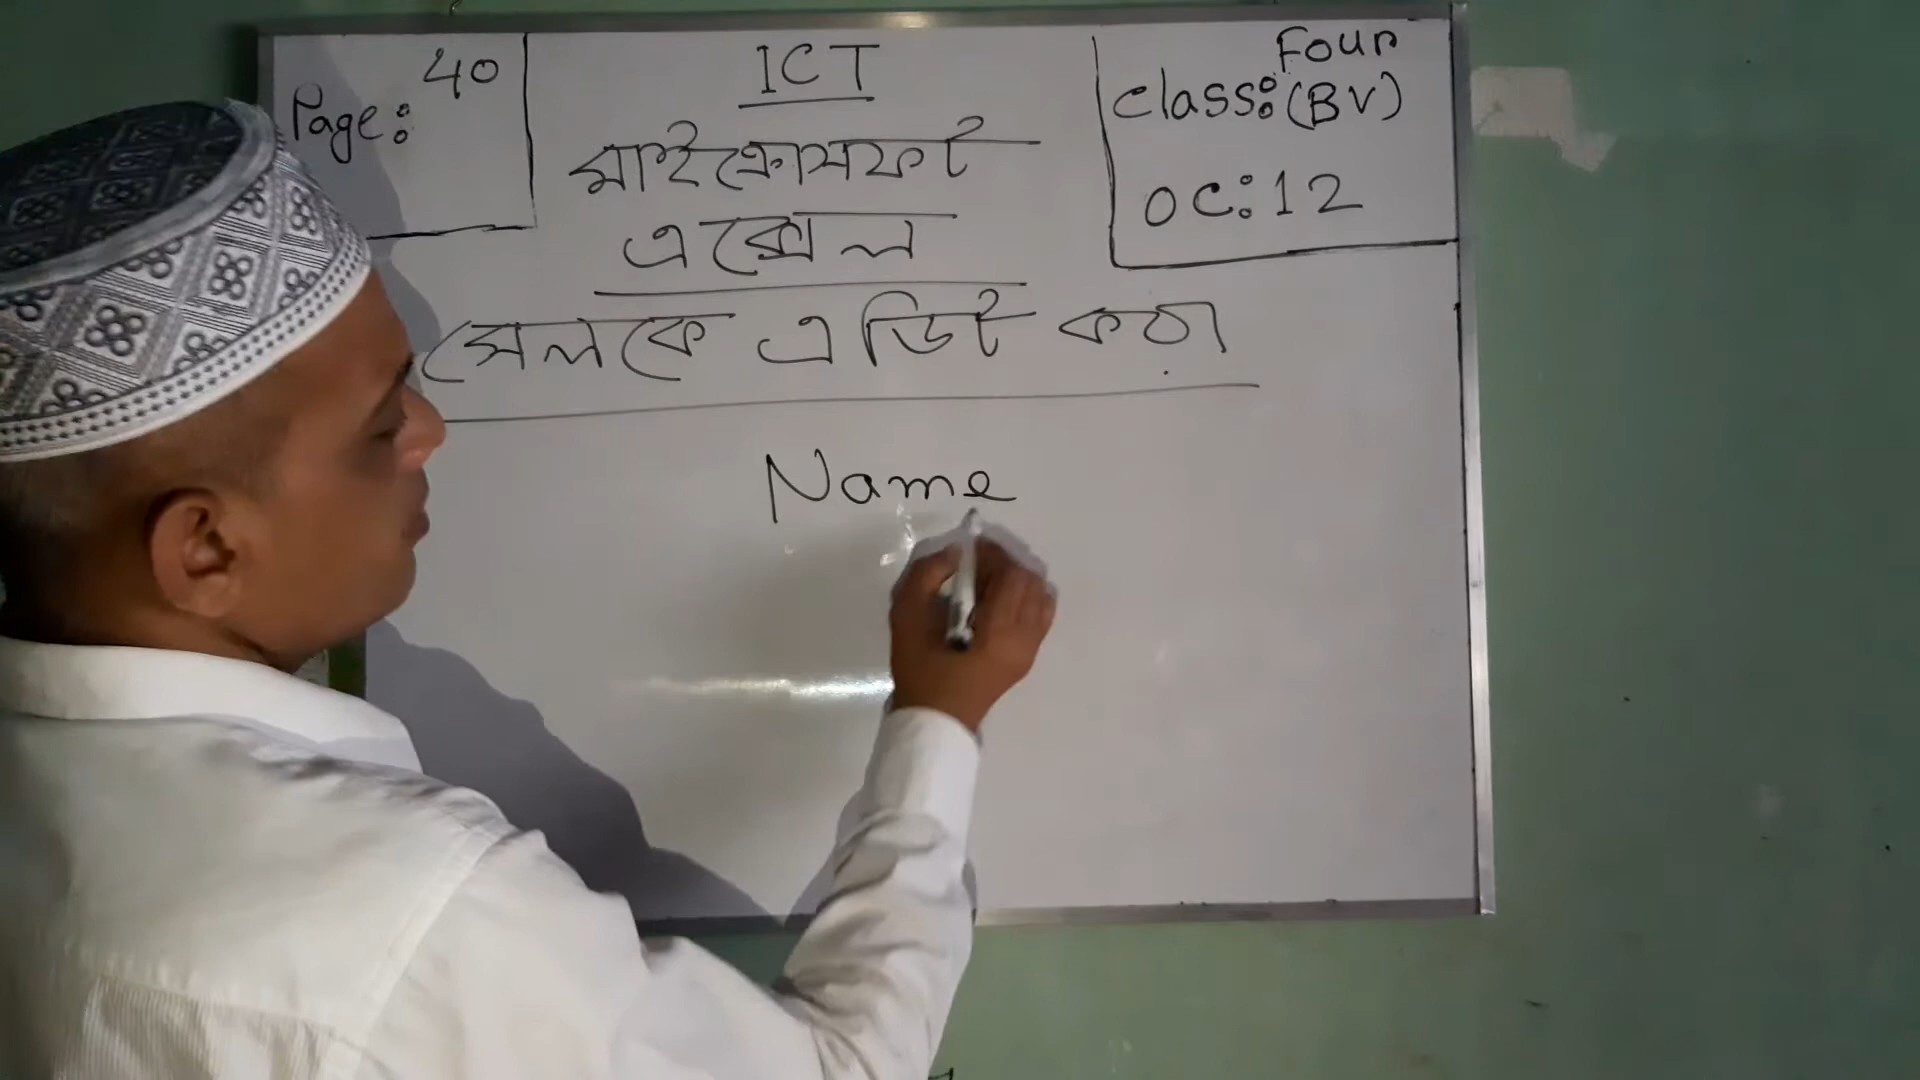 Page: 40
ICT
মাইক্রোসফট
এক্সেল
সেলকে এডিট করা
Four
Class: (BV)
OC: 12
Name